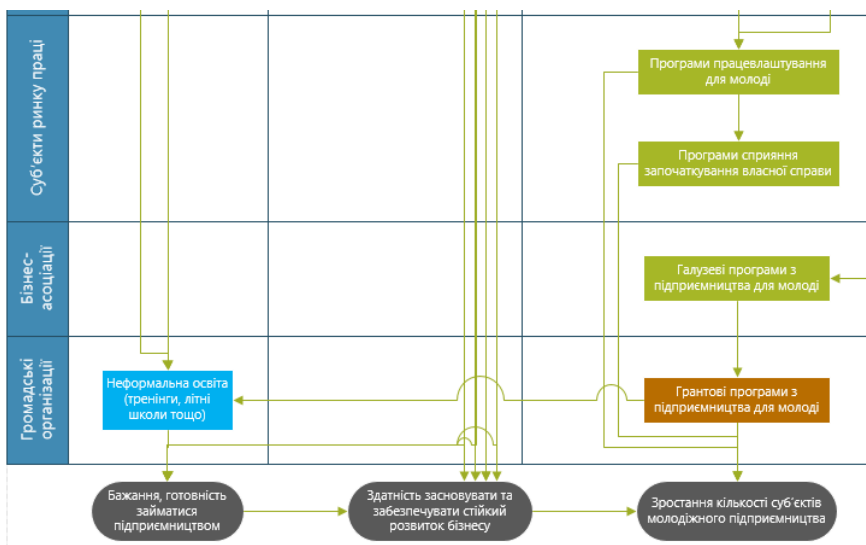 Суб'єкти ринку праці
Програми працевлаштування
для молоді
Програми сприяння
започаткування власної справи
Бізнес-
асоціації
Галузеві програми з
підприємництва для молоді
Громадські
організації
Неформальна освіта
(тренінги, літні
школи тощо)
Грантові програми з
підприємництва для молоді
Бажання, готовність
займатися
підприємництвом
Здатність засновувати та
забезпечувати стійкий
розвиток бізнесу
Зростання кількості суб'єктів
молодіжного підприємництва